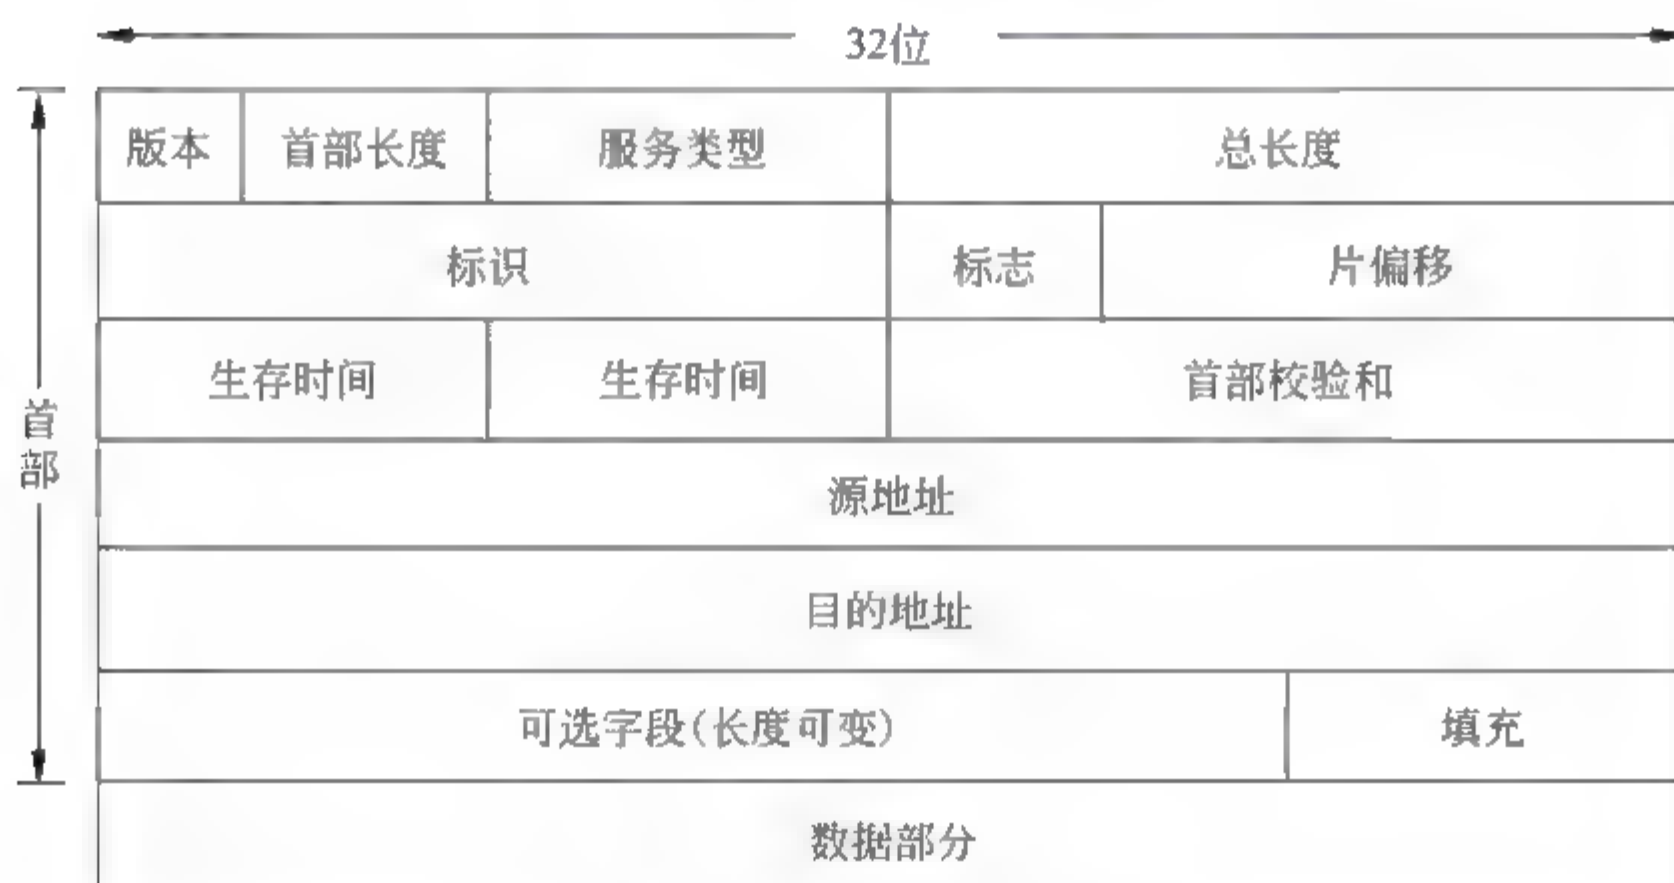 32位
版本 首部长度 服务类型 总长度
标识 标志 片偏移
生存时间 生存时间 首部校验和
首部
源地址
目的地址
可选字段(长度可变) 填充
数据部分